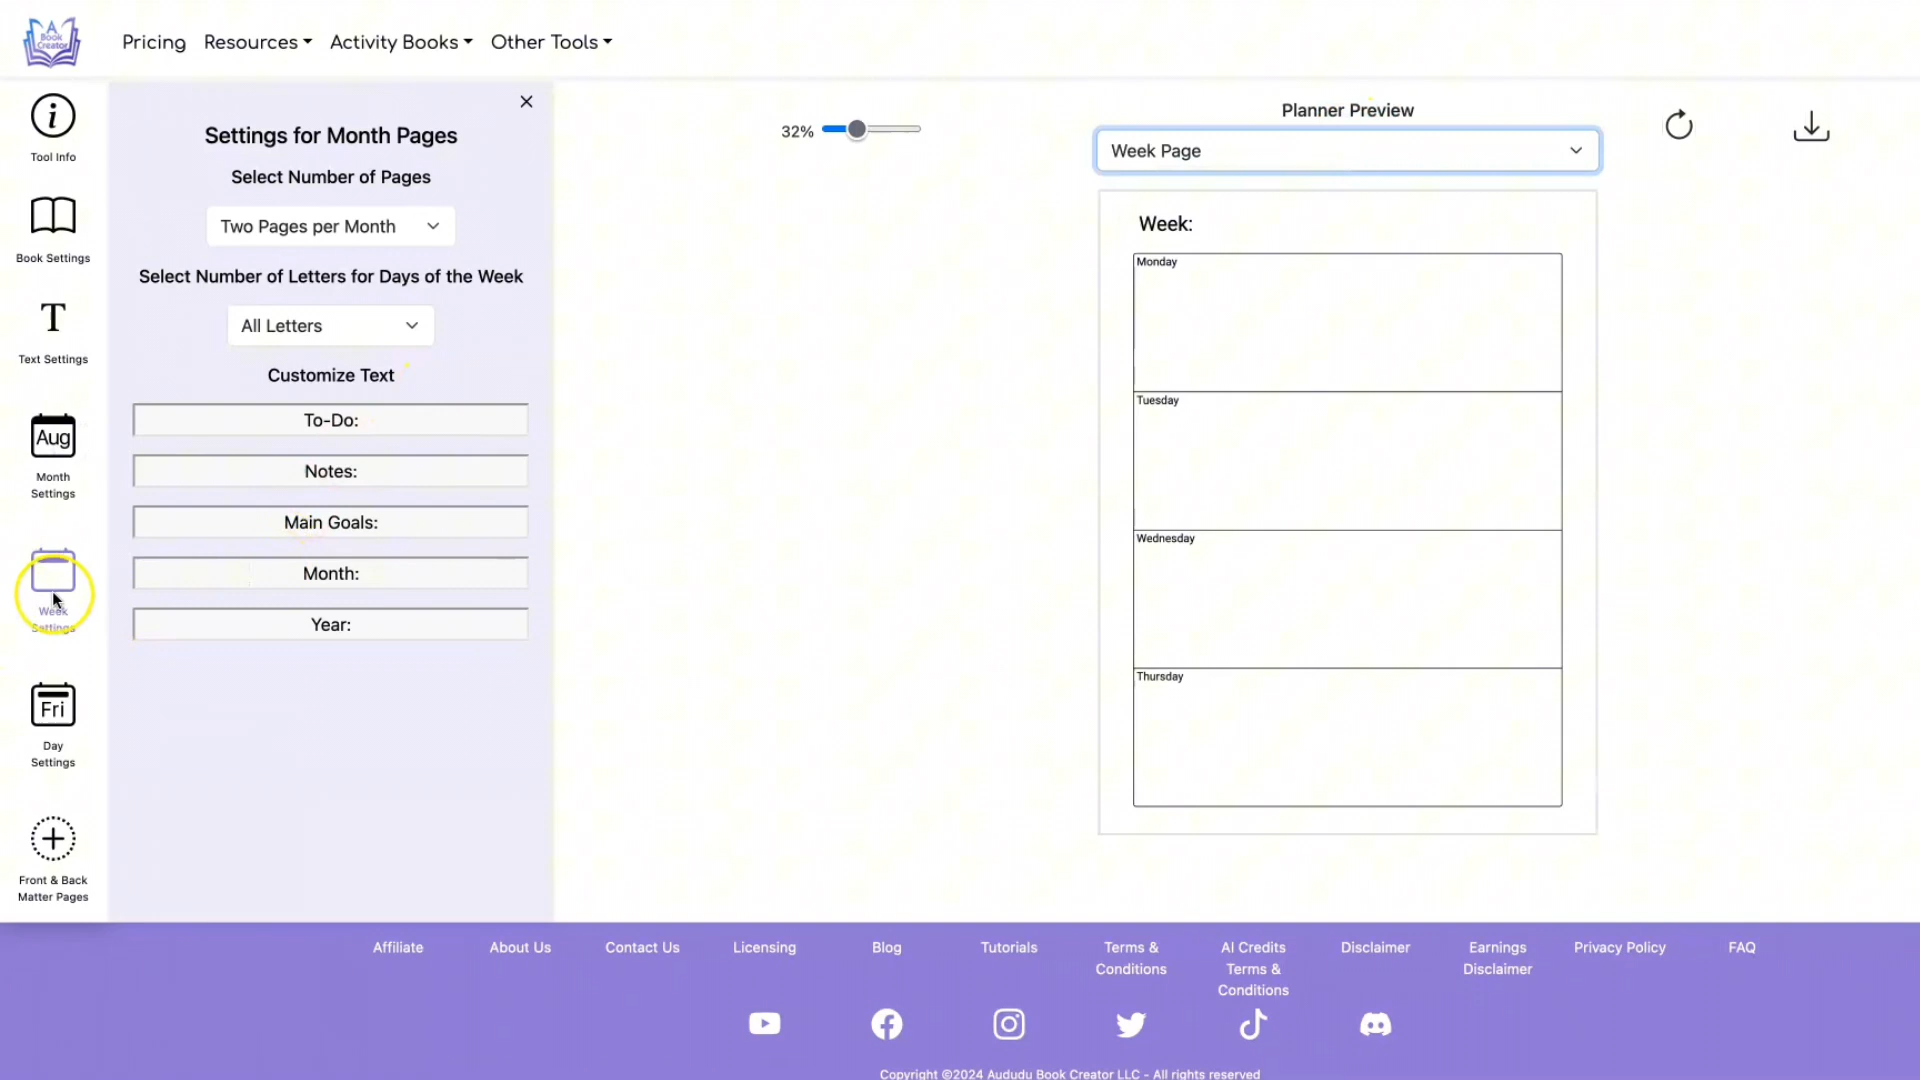 A
Book
Creator
Pricing
Resources
Activity Books
Other Tools
Tool Info
Book Settings
T
Text Settings
Aug
Month
Settings
Week
Settings
Fri
Day
Settings
Front & Back
Matter Pages
Settings for Month Pages
Select Number of Pages
Two Pages per Month
Select Number of Letters for Days of the Week
All Letters
Customize Text
To-Do:
Notes:
Main Goals:
Month:
Year:
32%
Planner Preview
Week Page
Week:
Monday
Tuesday
Wednesday
Thursday
Affiliate
About Us
Contact Us
Licensing
Blog
Tutorials
Terms &
Conditions
AI Credits
Terms &
Conditions
Disclaimer
Earnings
Disclaimer
Privacy Policy
FAQ
Copyright ©2024 Aududu Book Creator LLC - All rights reserved